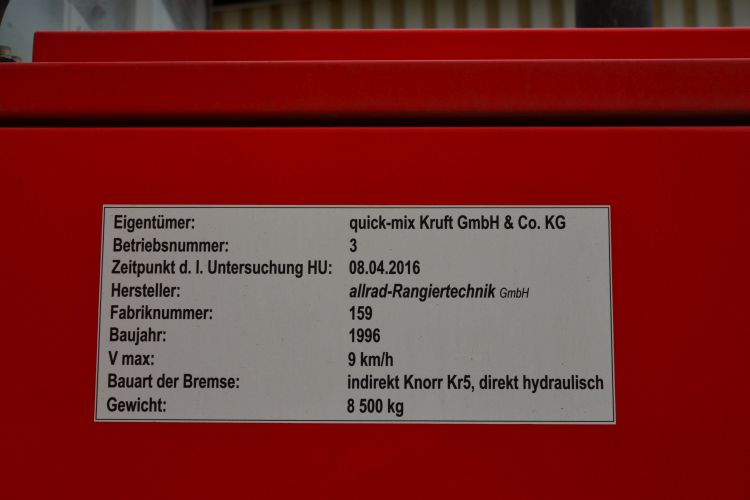 Eigentümer: quick-mix Kruft GmbH & Co. KG
Betriebsnummer: 3
Zeitpunkt d. l. Untersuchung HU: 08.04.2016
Hersteller: allrad-Rangiertechnik GmbH
Fabriknummer: 159
Baujahr: 1996
V max: 9 km/h
Bauart der Bremse: indirekt Knorr Kr5, direkt hydraulisch
Gewicht: 8 500 kg